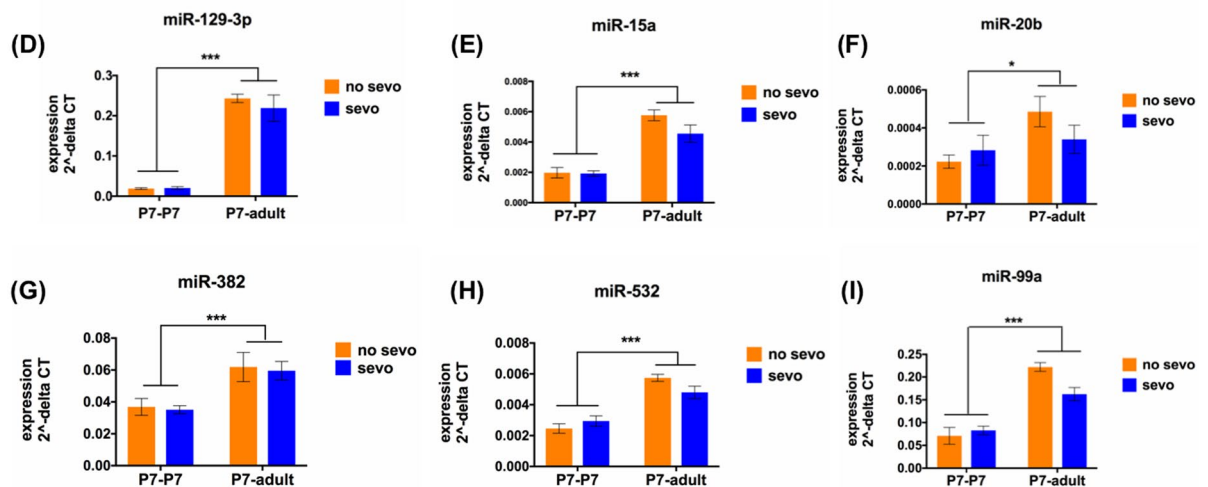 (D)
miR-129-3p
***
expression
2^-delta CT
0.3
0.2
0.1
0.0
P7-P7
P7-adult
no sevo
sevo
(E)
miR-15a
***
expression
2^-delta CT
0.008
0.006
0.004
0.002
0.000
P7-P7
P7-adult
no sevo
sevo
(F)
miR-20b
*
expression
2^-delta CT
0.0006
0.0004
0.0002
0.0000
P7-P7
P7-adult
no sevo
sevo
(G)
miR-382
***
expression
2^-delta CT
0.08
0.06
0.04
0.02
0.00
P7-P7
P7-adult
no sevo
sevo
(H)
miR-532
***
expression
2^-delta CT
0.008
0.006
0.004
0.002
0.000
P7-P7
P7-adult
no sevo
sevo
(I)
miR-99a
***
expression
2^-delta CT
0.25
0.20
0.15
0.10
0.05
0.00
P7-P7
P7-adult
no sevo
sevo